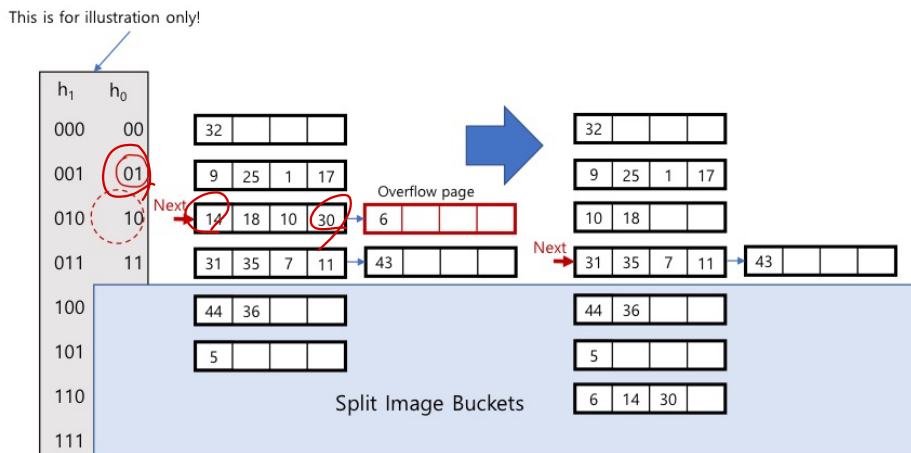 This is for illustration only!
h1 h0
000 00 32 32
001 01 9 25 1 17 9 25 1 17
Overflow page
010 10 Next 14 18 10 30 6 10 18
011 11 31 35 7 11 43 Next 31 35 7 11 43
100 44 36 44 36
101 5 5
110 6 14 30
Split Image Buckets
111